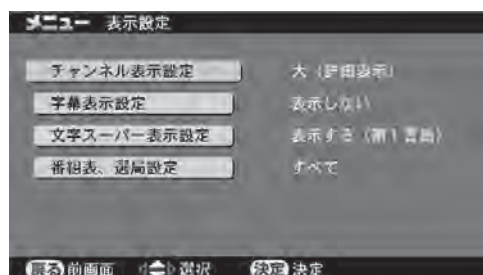 メニュー 表示設定
チャンネル表示設定 大（詳細表示）
字幕表示設定 表示しない
文字スーパー表示設定 表示する（第1言語）
番組表、選局設定 すべて
戻る 前画面 選択 決定 決定